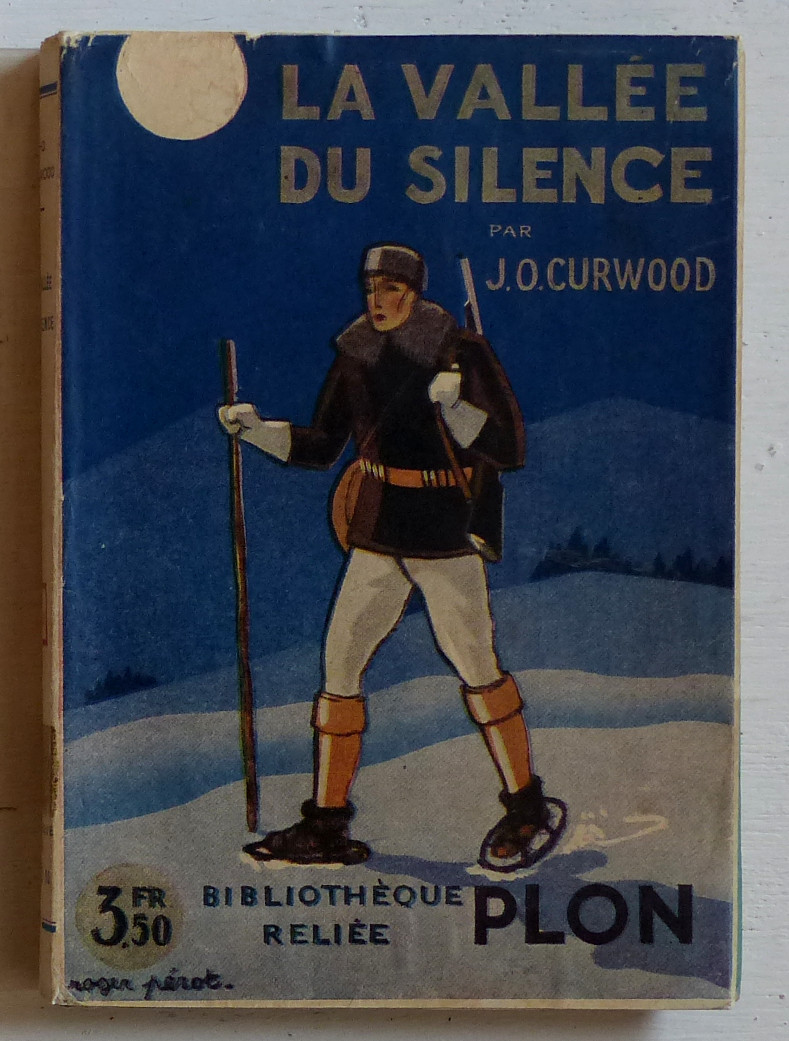 LA VALLÉE
DU SILENCE
PAR
J.O.CURWOOD
3 FR
.50
BIBLIOTHÈQUE
RELIÉE
PLON
roger pérot.